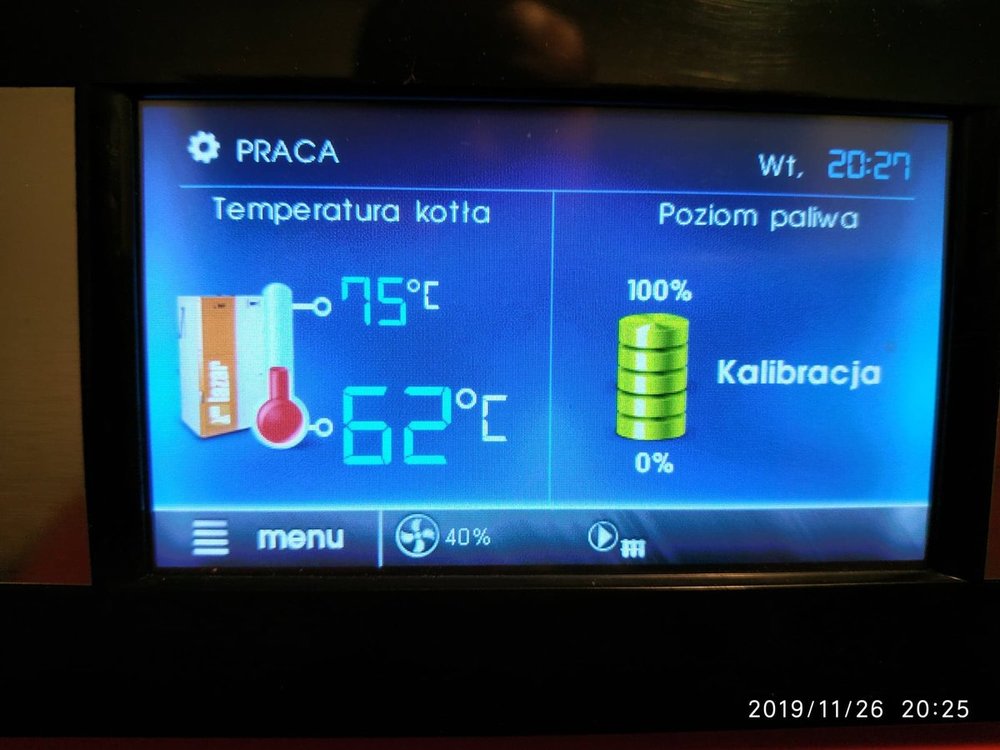 PRACA
Wt, 20:27
Temperatura kotła
Poziom paliwa
75°C
100%
lazar
62°C
Kalibracja
0%
menu
40%
2019/11/26 20:25